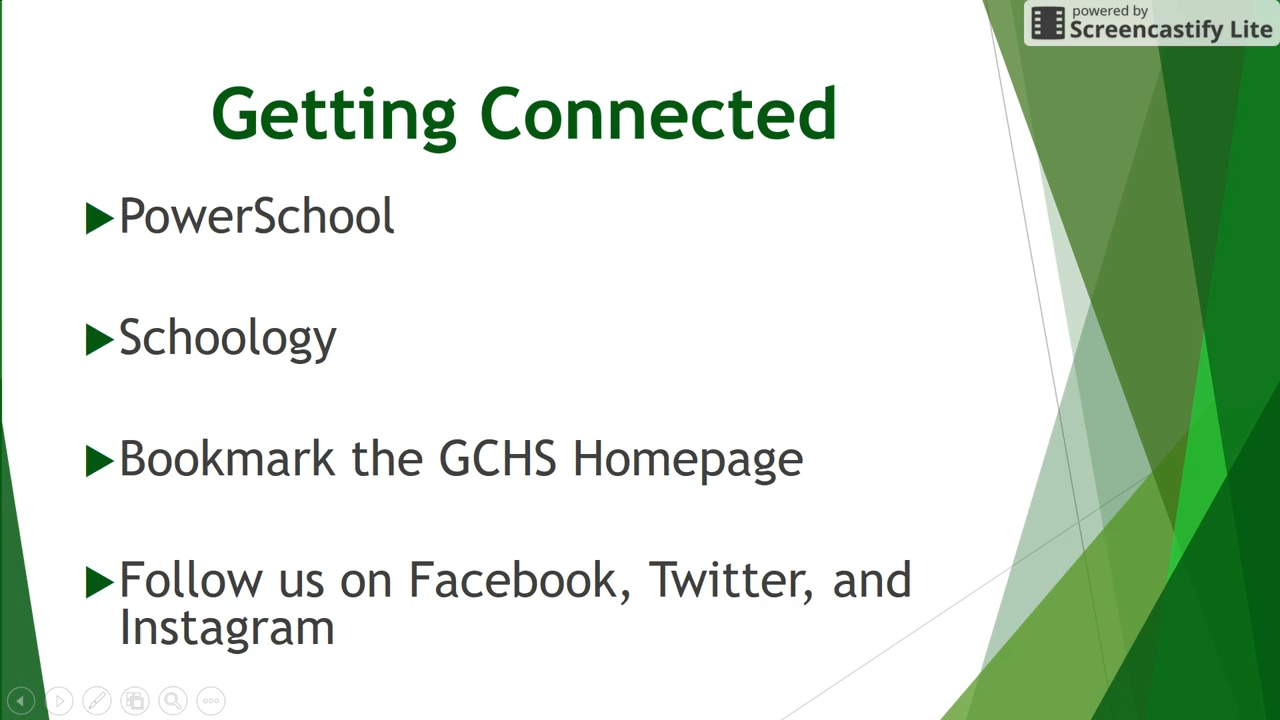 powered by
Screencastify Lite
Getting Connected
PowerSchool
Schoology
Bookmark the GCHS Homepage
Follow us on Facebook, Twitter, and
Instagram